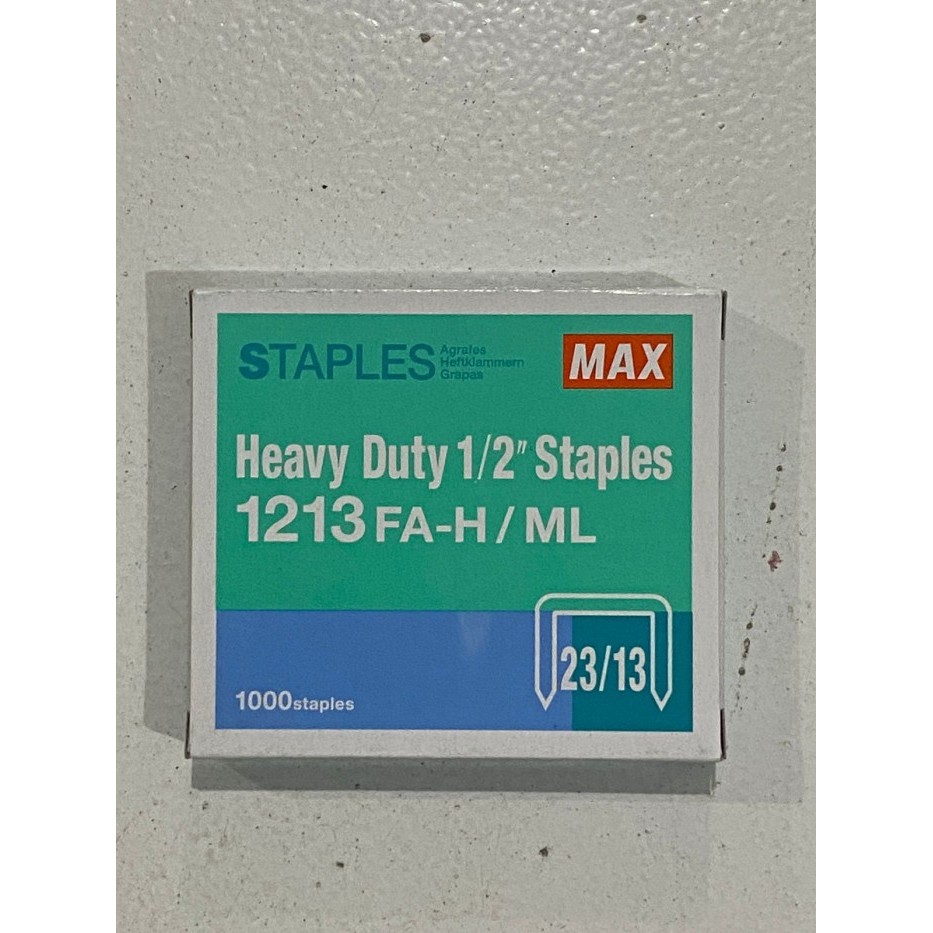 STAPLES
Agrafes
Heftklammern
Grapas
MAX
Heavy Duty 1/2" Staples
1213 FA-H / ML
23/13
1000staples